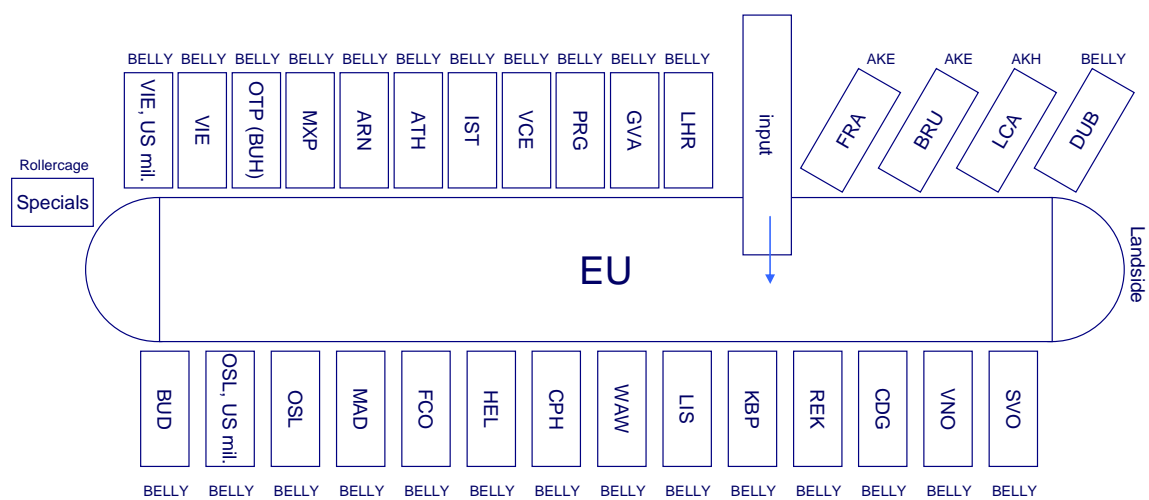 BELLY BELLY BELLY BELLY BELLY BELLY BELLY BELLY BELLY BELLY BELLY AKE AKE AKH BELLY
VIE, US mil.
VIE
OTP (BUH)
MXP
ARN
ATH
IST
VCE
PRG
GVA
LHR
input
FRA
BRU
LCA
DUB
Rollercage
Specials
EU
Landside
BUD
OSL, US mil.
OSL
MAD
FCO
HEL
CPH
WAW
LIS
KBP
REK
CDG
VNO
SVO
BELLY BELLY BELLY BELLY BELLY BELLY BELLY BELLY BELLY BELLY BELLY BELLY BELLY BELLY